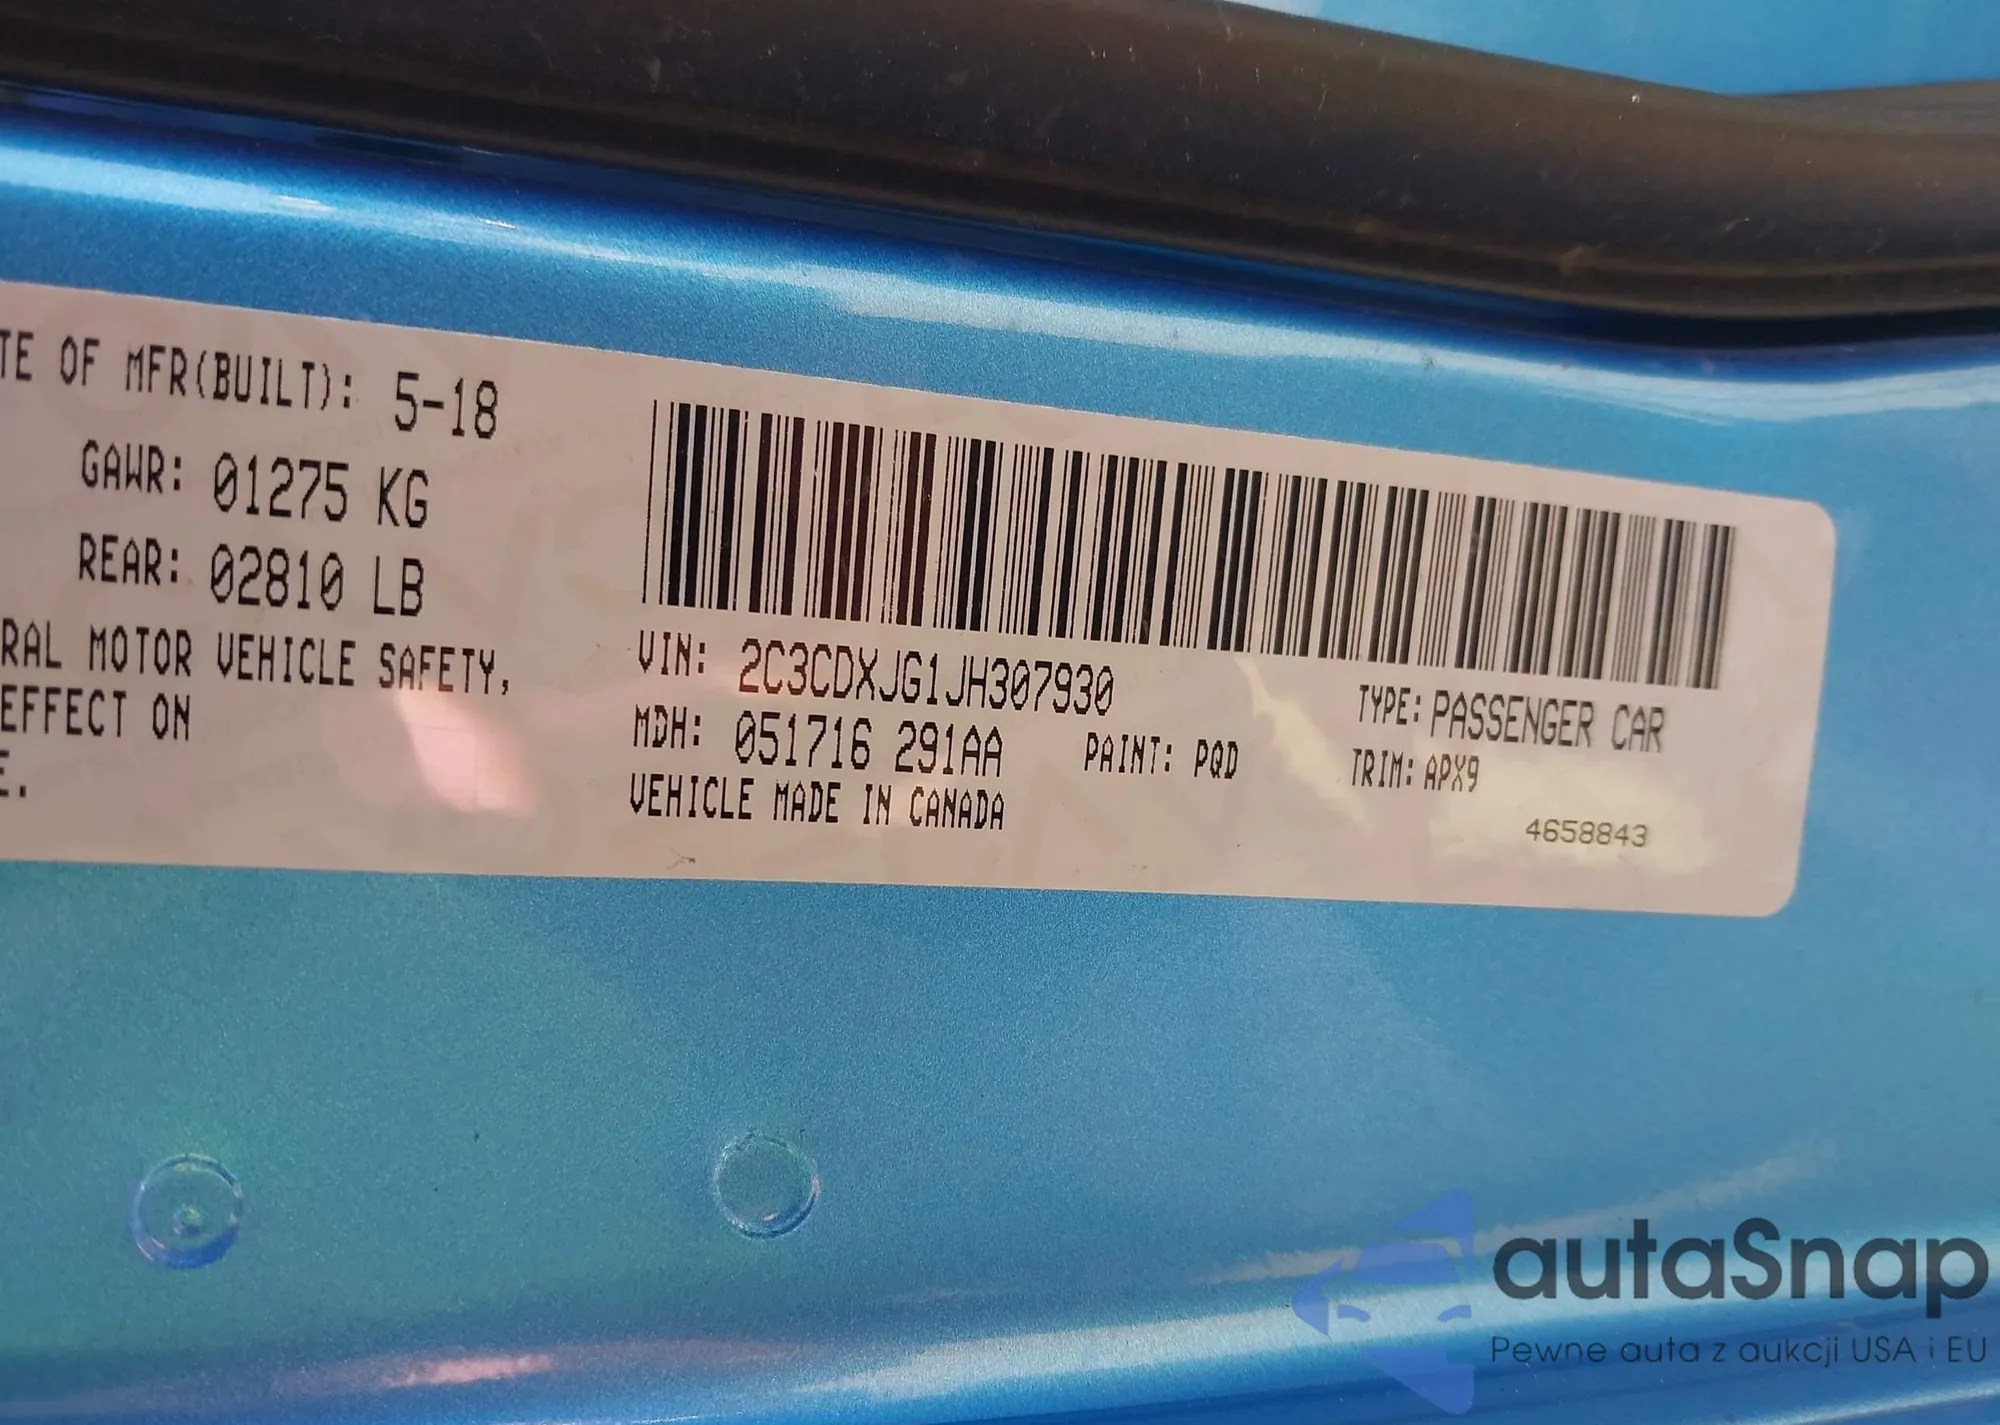 TE OF MFR(BUILT): 5-18
GAWR: 01275 KG
REAR: 02810 LB
RAL MOTOR VEHICLE SAFETY,
EFFECT ON
E.
VIN: 2C3CDXJG1JH307930
TYPE: PASSENGER CAR
MDH: 051716 291AA
PAINT: PQD
TRIM: APX9
VEHICLE MADE IN CANADA
4658843
autaSnap
Pewne auta z aukcji USA i EU